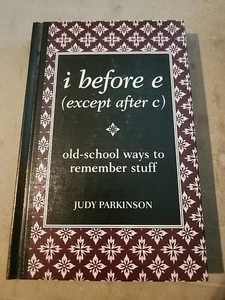 i before e
(except after c)
old-school ways to
remember stuff
JUDY PARKINSON